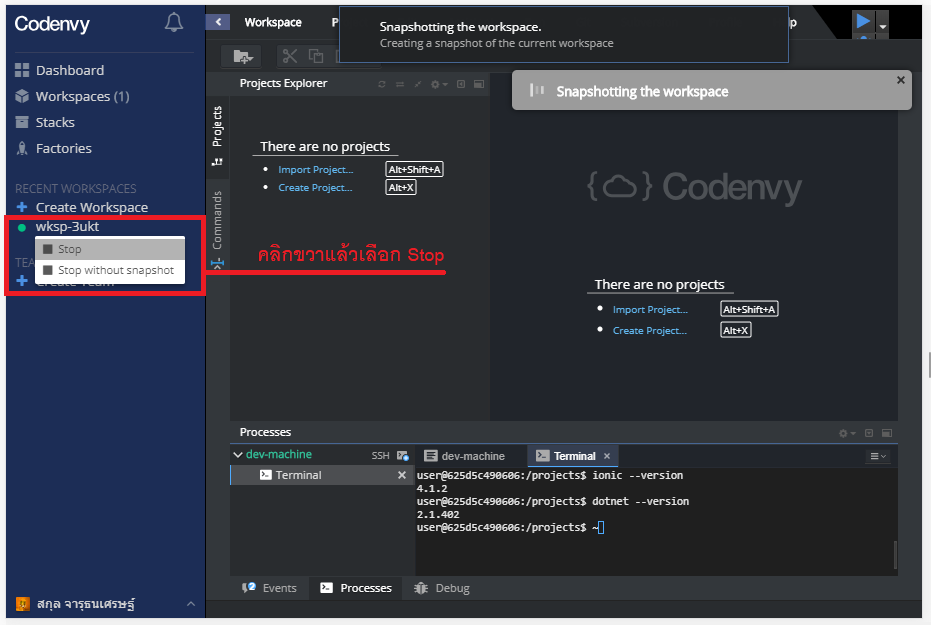 Codenvy
Workspace
P
p
Snapshotting the workspace.
Creating a snapshot of the current workspace
Snapshotting the workspace
Dashboard
Workspaces (1)
Stacks
Factories
RECENT WORKSPACES
Create Workspace
wksp-3ukt
Stop
Stop without snapshot
TEA
Create Team
Projects Explorer
Projects
Commands
There are no projects
Import Project... Alt+Shift+A
Create Project... Alt+X
คลิกขวาแล้วเลือก Stop
{ } Codenvy
There are no projects
Import Project... Alt+Shift+A
Create Project... Alt+X
Processes
dev-machine SSH
Terminal
dev-machine
Terminal
user@625d5c490606:/projects$ ionic --version
4.1.2
user@625d5c490606:/projects$ dotnet --version
2.1.402
user@625d5c490606:/projects$ ~
Events
Processes
Debug
สกุล จารุธนเศรษฐ์